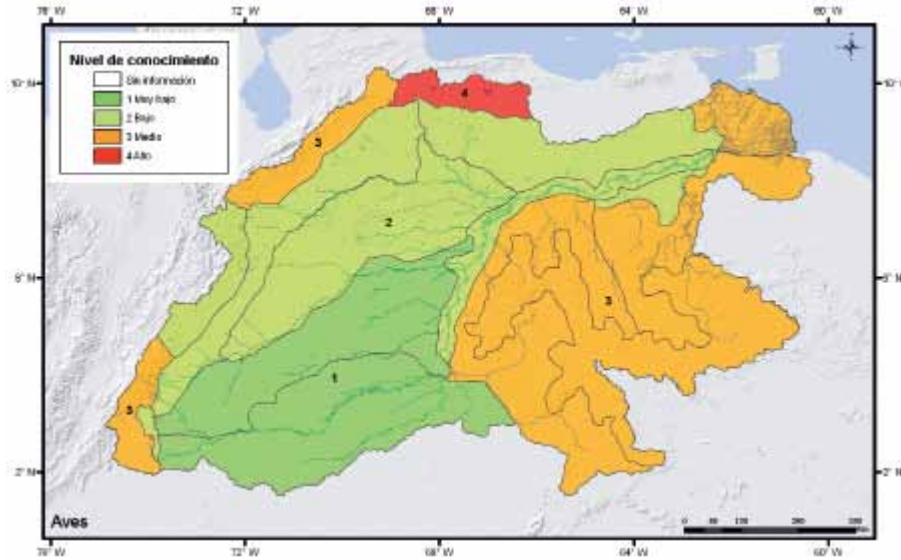 76° W 72° W 68° W 64° W 60° W
Nivel de conocimiento
Sin información
1 Muy bajo
2 Bajo
3 Medio
4 Alto
10° N 10° N
4
3
2
6° N 6° N
3
1
3
2° N 2° N
Aves
76° W 72° W 68° W 64° W 60° W